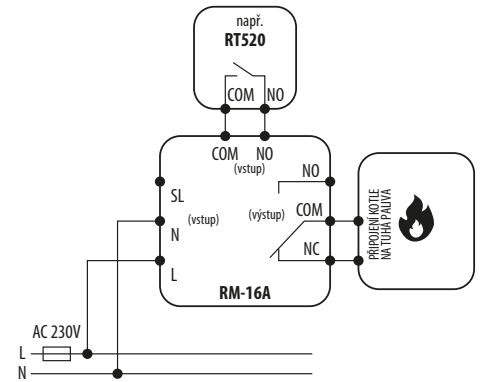 např.
RT520
COM NO
COM NO
(vstup)
NO
SL
(vstup)
(výstup)
COM
N
NC
L
RM-16A
PŘIPOJENÍ KOTLE
NA TUHÁ PALIVA
AC 230V
L
N